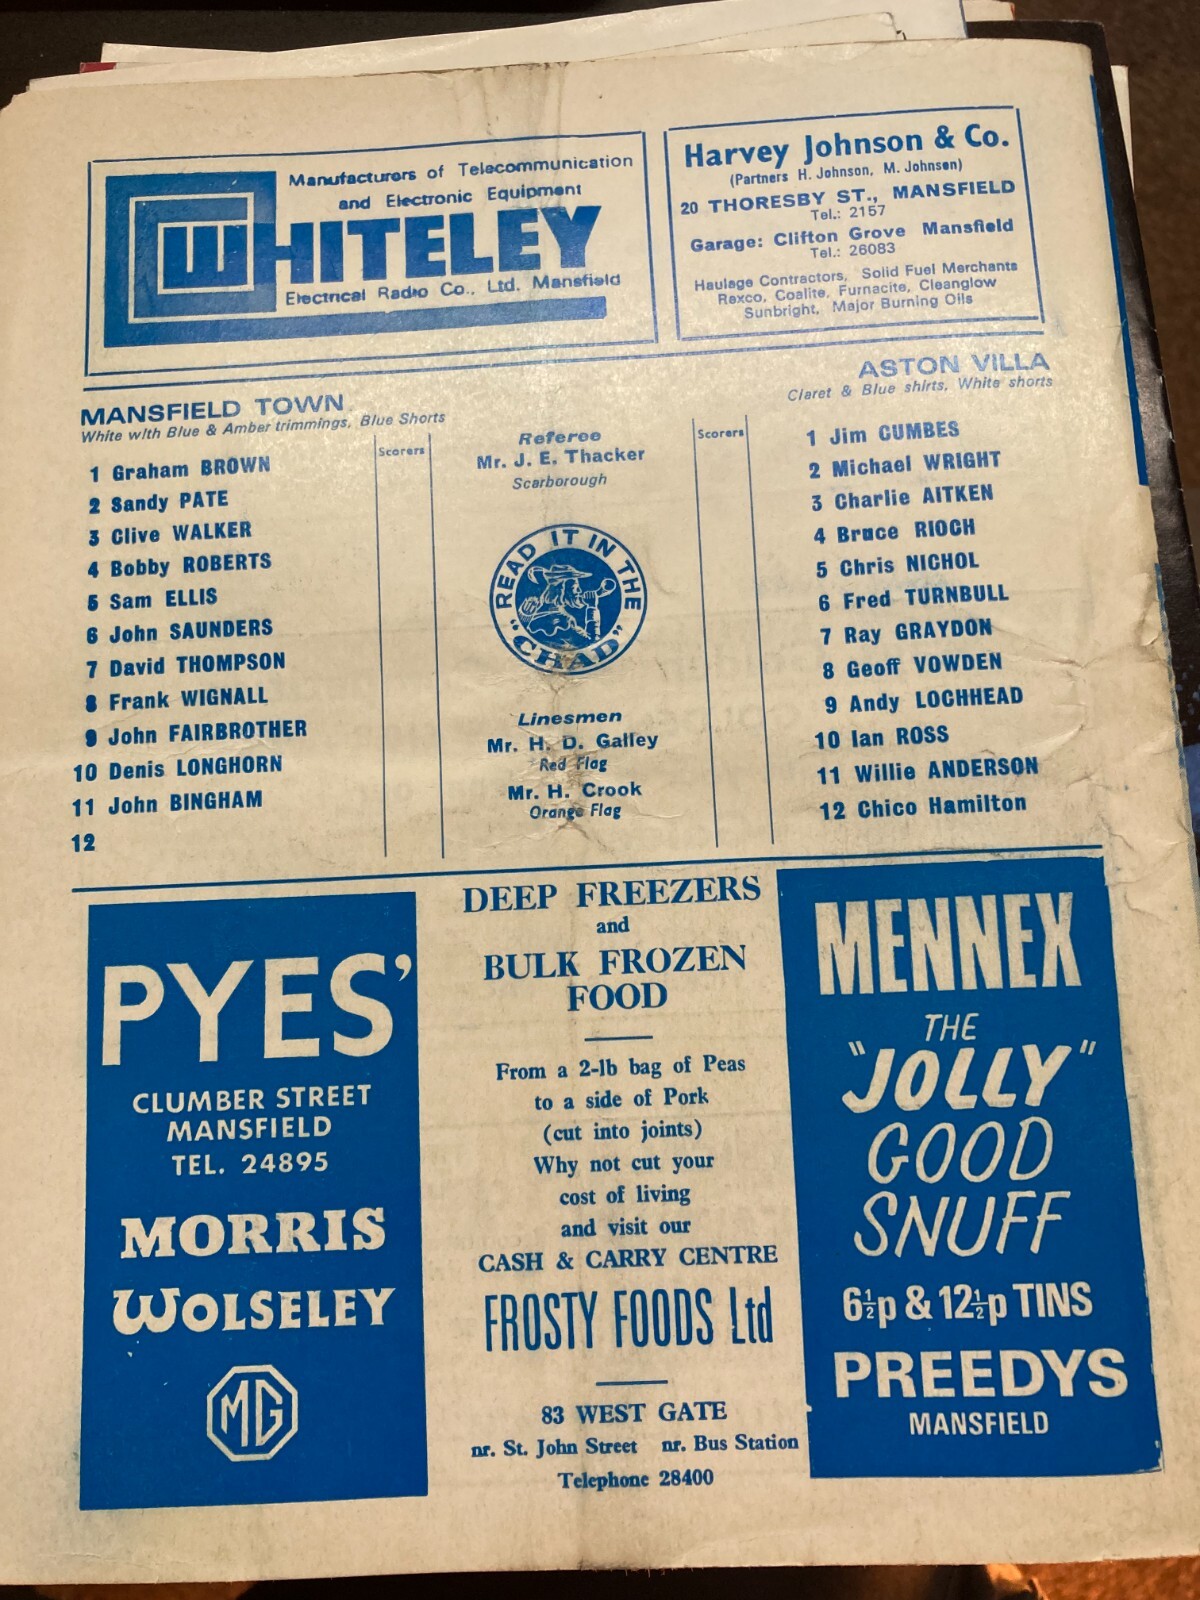 Manufacturers of Telecommunication
and Electronic Equipment
WHITELEY
Electrical Radio Co., Ltd. Mansfield
Harvey Johnson & Co.
(Partners H. Johnson, M. Johnson)
20 THORESBY ST., MANSFIELD
Tel.: 2157
Garage: Clifton Grove Mansfield
Tel.: 26083
Haulage Contractors, Solid Fuel Merchants
Rexco, Coalite, Furnacite, Cleanglow
Sunbright, Major Burning Oils
MANSFIELD TOWN
White with Blue & Amber trimmings, Blue Shorts
Scorers
1 Graham BROWN
2 Sandy PATE
3 Clive WALKER
4 Bobby ROBERTS
5 Sam ELLIS
6 John SAUNDERS
7 David THOMPSON
8 Frank WIGNALL
9 John FAIRBROTHER
10 Denis LONGHORN
11 John BINGHAM
12
Referee
Mr. J. E. Thacker
Scarborough
READ IT IN THE
"CHAD"
Linesmen
Mr. H. D. Galley
Red Flag
Mr. H. Crook
Orange Flag
ASTON VILLA
Claret & Blue shirts, White shorts
Scorers
1 Jim CUMBES
2 Michael WRIGHT
3 Charlie AITKEN
4 Bruce RIOCH
5 Chris NICHOL
6 Fred TURNBULL
7 Ray GRAYDON
8 Geoff VOWDEN
9 Andy LOCHHEAD
10 Ian ROSS
11 Willie ANDERSON
12 Chico Hamilton
PYES'
CLUMBER STREET
MANSFIELD
TEL. 24895
MORRIS
WOLSELEY
MG
DEEP FREEZERS
and
BULK FROZEN
FOOD
From a 2-lb bag of Peas
to a side of Pork
(cut into joints)
Why not cut your
cost of living
and visit our
CASH & CARRY CENTRE
FROSTY FOODS Ltd
83 WEST GATE
nr. St. John Street nr. Bus Station
Telephone 28400
MENNEX
THE
"JOLLY"
GOOD
SNUFF
6½p & 12½p TINS
PREEDYS
MANSFIELD